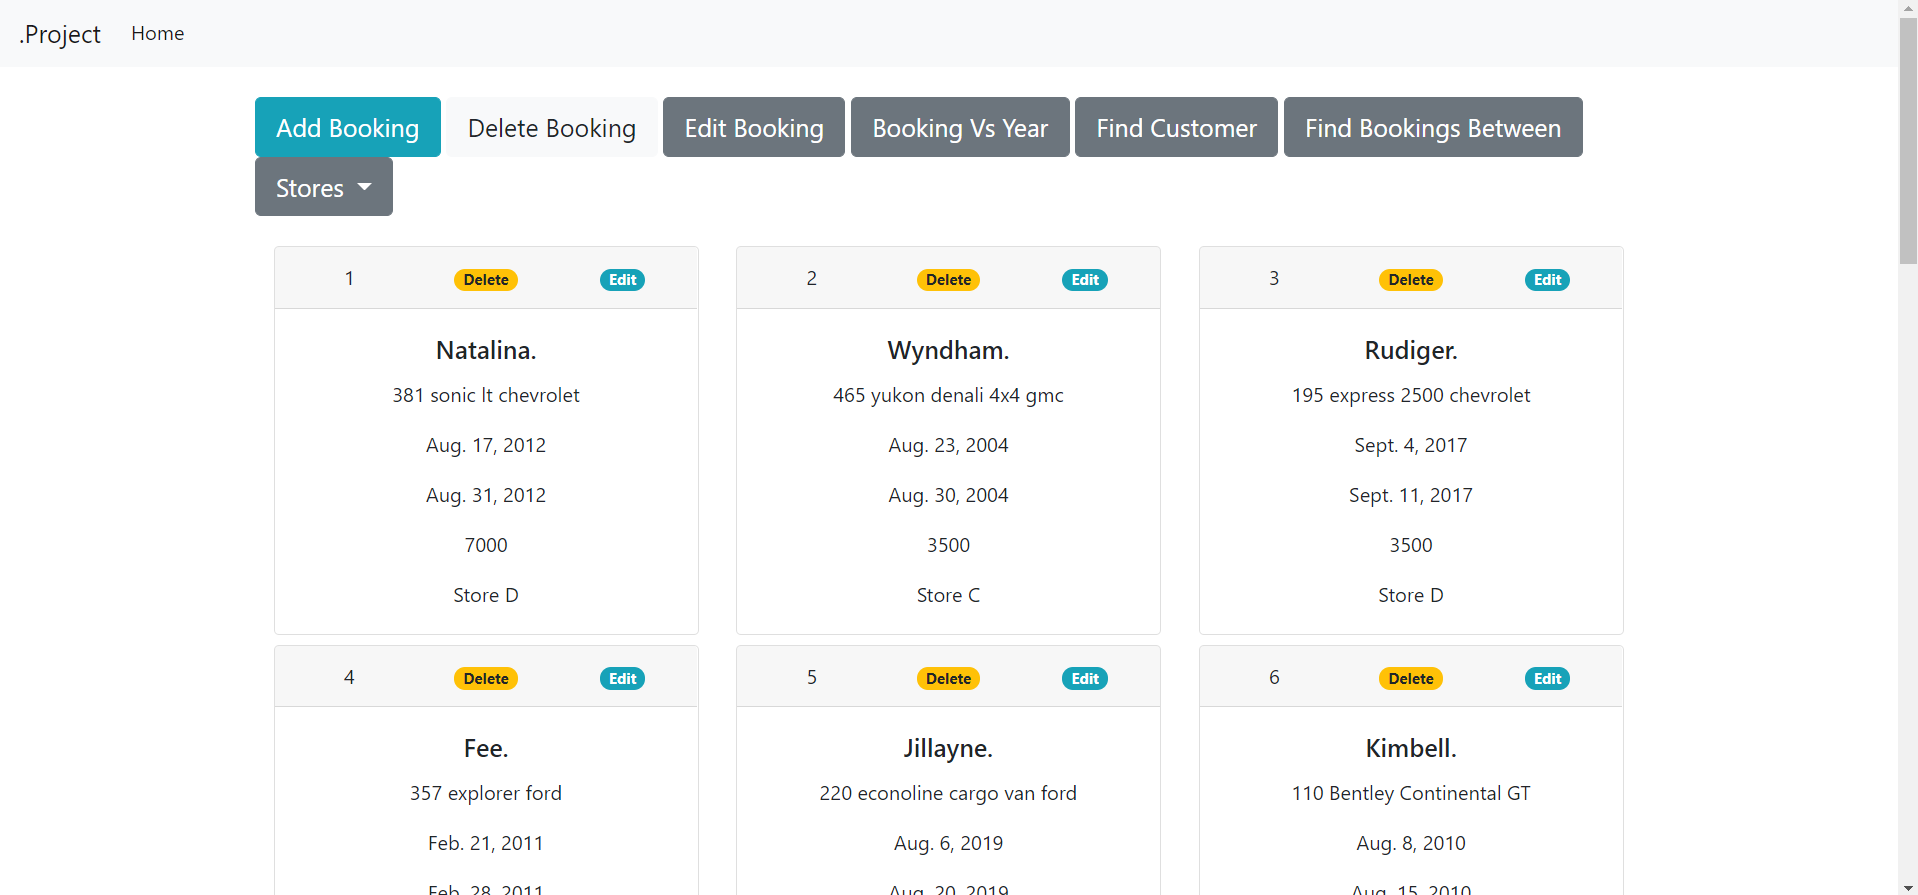 .Project Home
Add Booking Delete Booking Edit Booking Booking Vs Year Find Customer Find Bookings Between
Stores
1 Delete Edit
Natalina.
381 sonic lt chevrolet
Aug. 17, 2012
Aug. 31, 2012
7000
Store D
2 Delete Edit
Wyndham.
465 yukon denali 4x4 gmc
Aug. 23, 2004
Aug. 30, 2004
3500
Store C
3 Delete Edit
Rudiger.
195 express 2500 chevrolet
Sept. 4, 2017
Sept. 11, 2017
3500
Store D
4 Delete Edit
Fee.
357 explorer ford
Feb. 21, 2011
Feb. 28, 2011
5 Delete Edit
Jillayne.
220 econoline cargo van ford
Aug. 6, 2019
Aug. 20, 2019
6 Delete Edit
Kimbell.
110 Bentley Continental GT
Aug. 8, 2010
Aug. 15, 2010